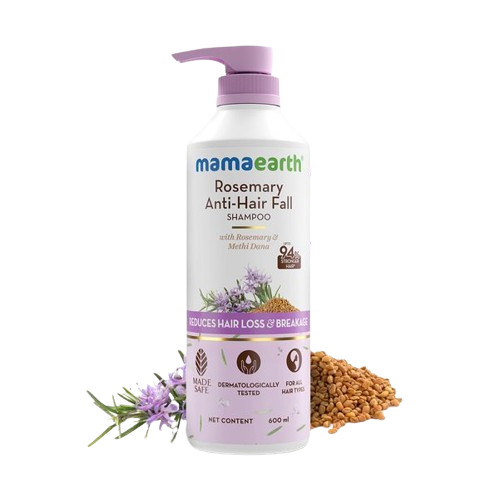 mamaearth®
Rosemary
Anti-Hair Fall
SHAMPOO
with Rosemary &
Methi Dana
94%
STRONGER
HAIR*
REDUCES HAIR LOSS & BREAKAGE
MADE
SAFE
DERMATOLOGICALLY
TESTED
FOR ALL
HAIR TYPES
NET CONTENT 600 ml